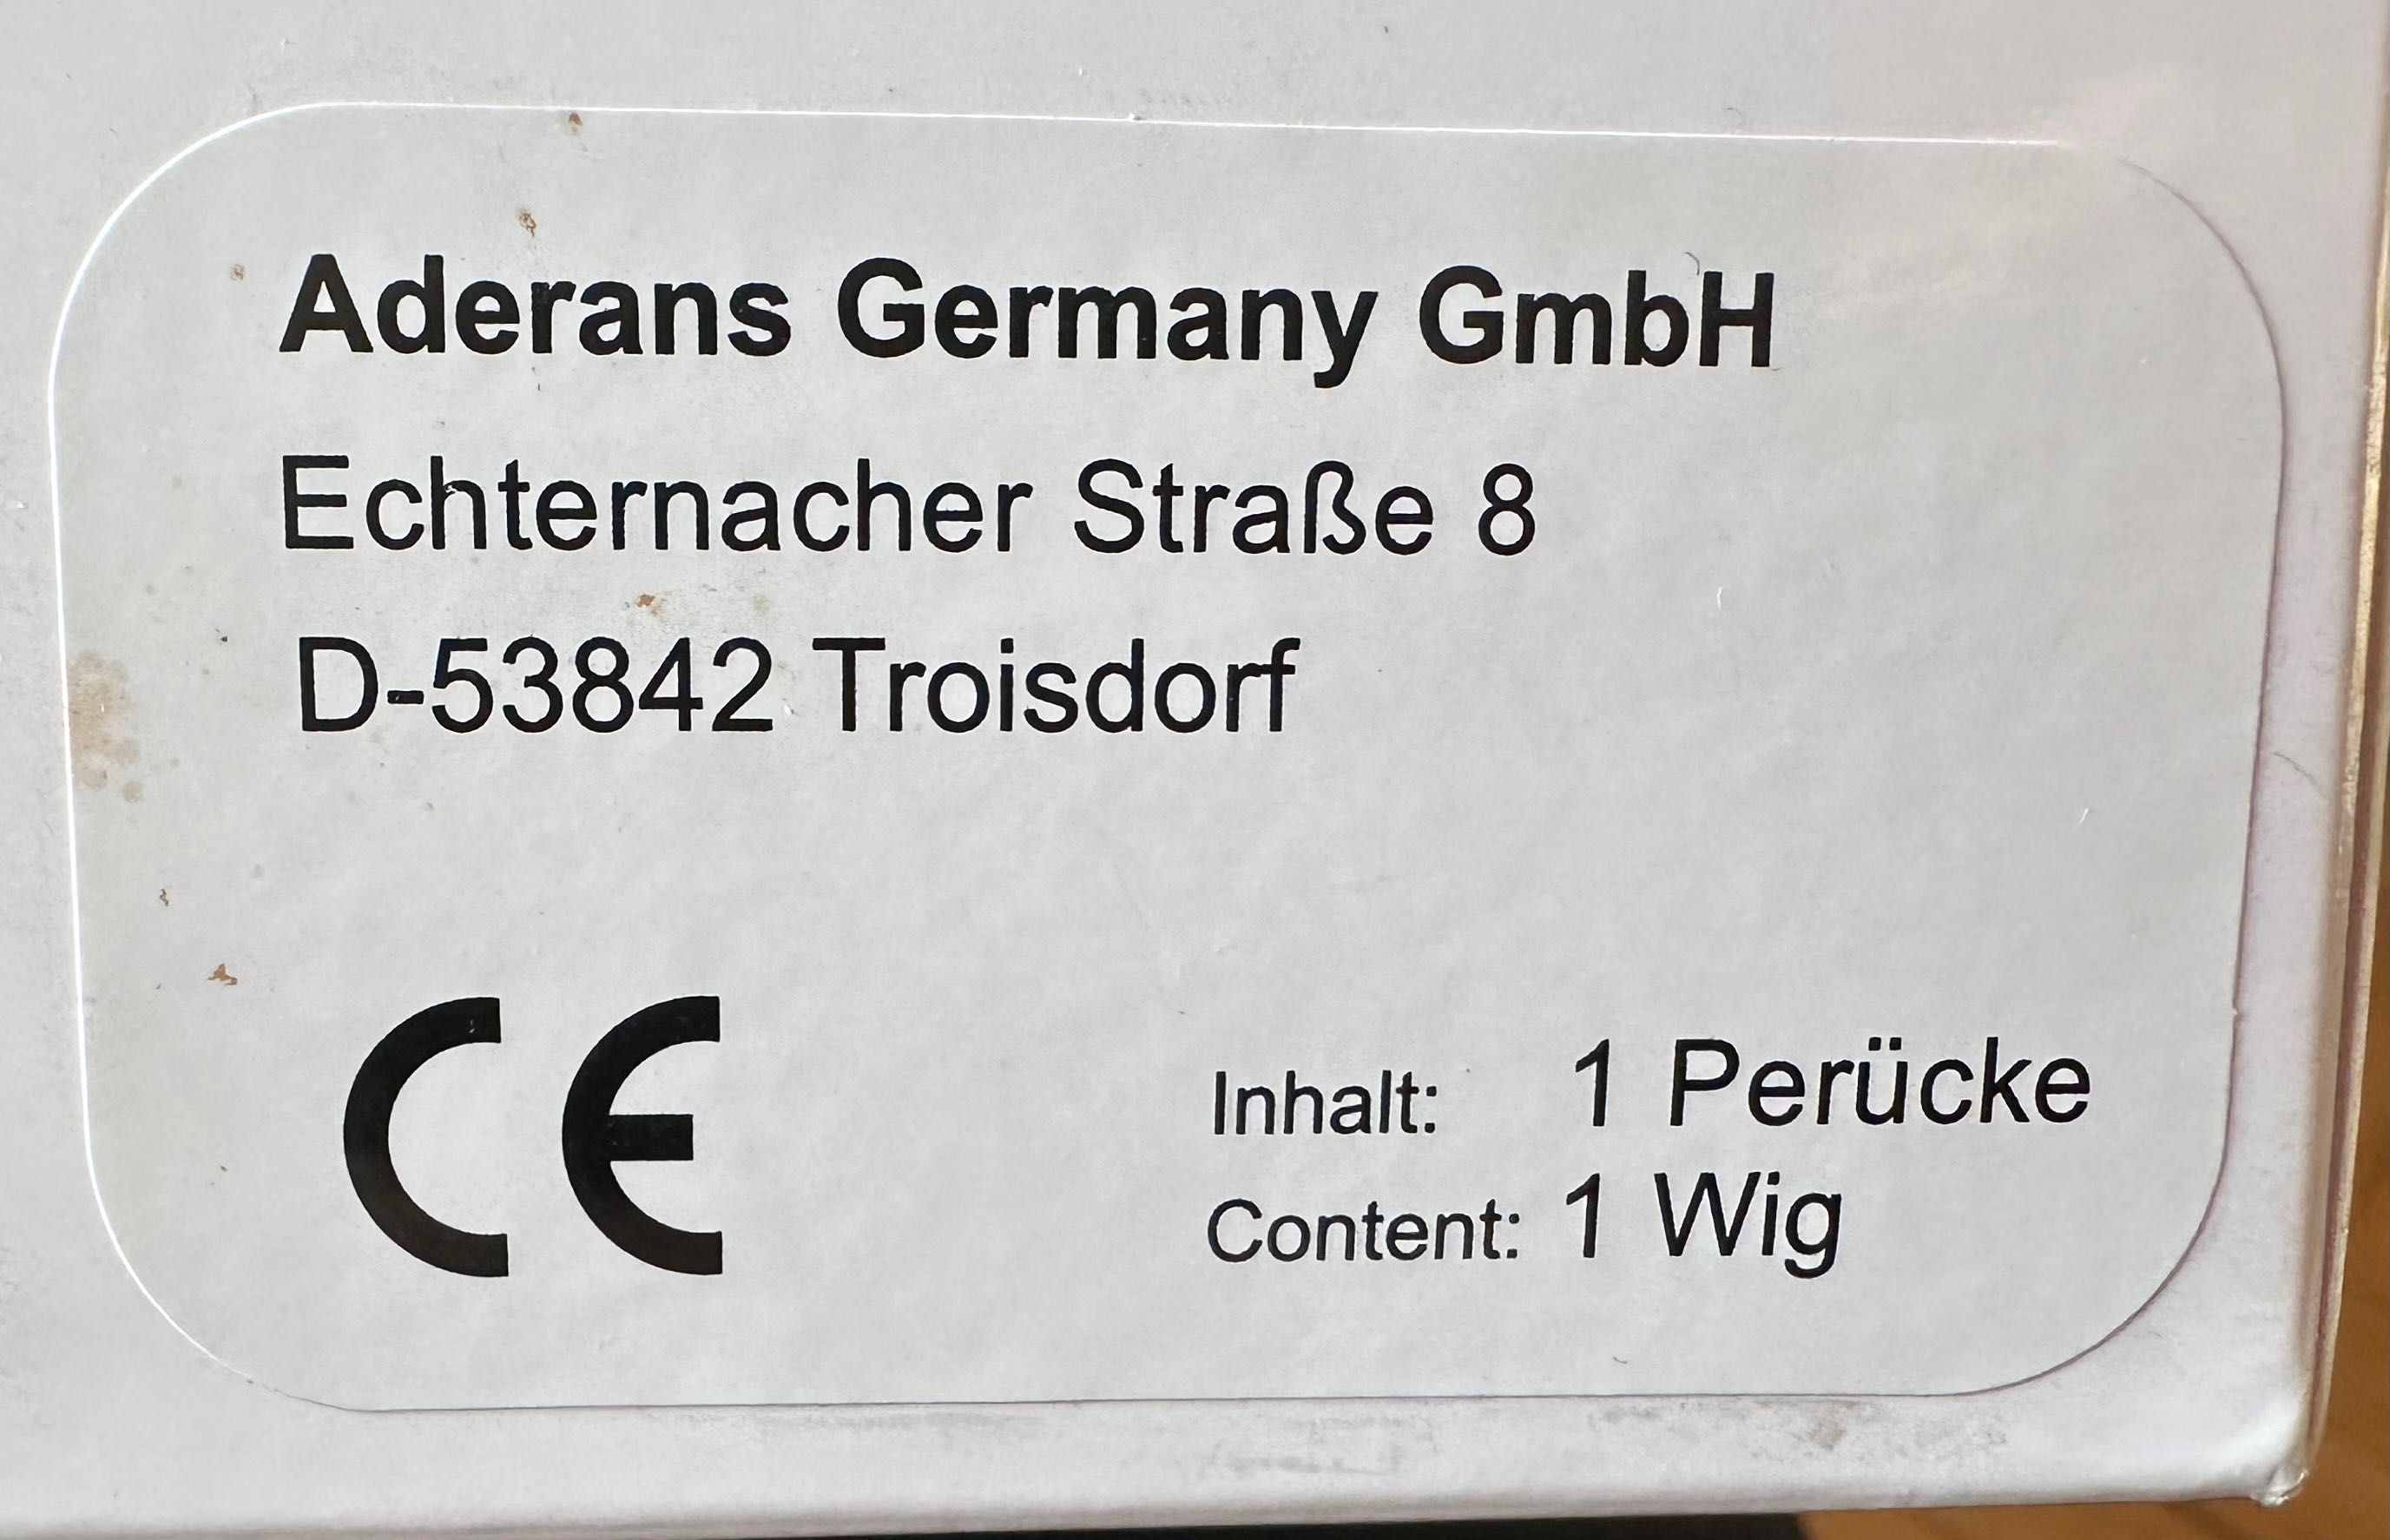 Aderans Germany GmbH
Echternacher Straße 8
D-53842 Troisdorf
CE
Inhalt: 1 Perücke
Content: 1 Wig